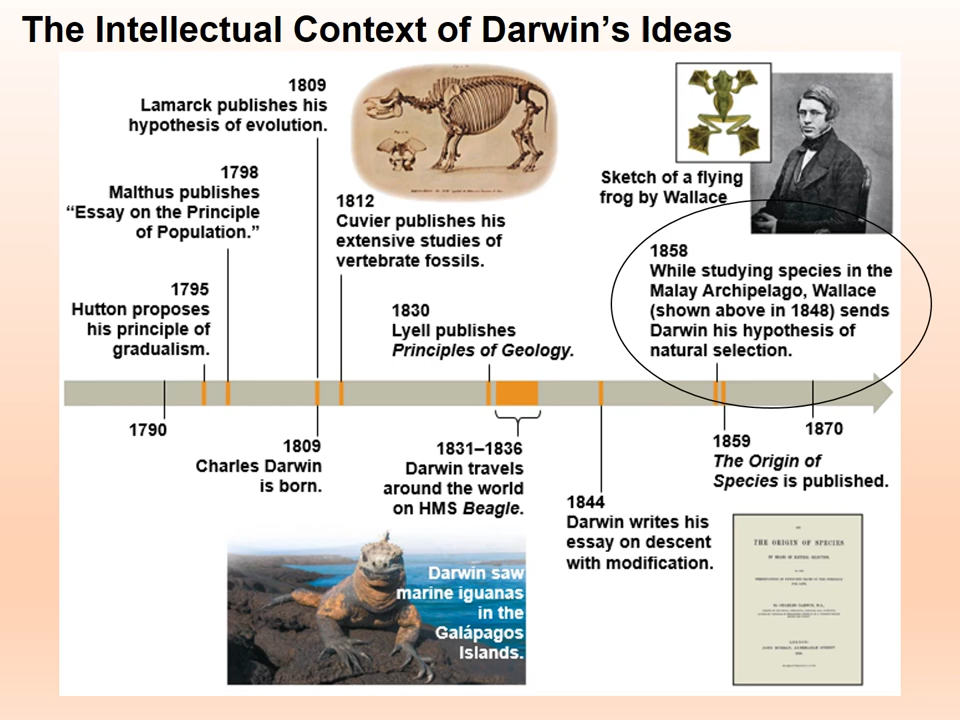 The Intellectual Context of Darwin’s Ideas
1809
Lamarck publishes his
hypothesis of evolution.
1798
Malthus publishes
“Essay on the Principle
of Population.”
1795
Hutton proposes
his principle of
gradualism.
1812
Cuvier publishes his
extensive studies of
vertebrate fossils.
1830
Lyell publishes
Principles of Geology.
Sketch of a flying
frog by Wallace
1858
While studying species in the
Malay Archipelago, Wallace
(shown above in 1848) sends
Darwin his hypothesis of
natural selection.
1790
1809
Charles Darwin
is born.
1831–1836
Darwin travels
around the world
on HMS Beagle.
1844
Darwin writes his
essay on descent
with modification.
1859
The Origin of
Species is published.
1870
Darwin saw
marine iguanas
in the
Galápagos
Islands.
THE ORIGIN OF SPECIES
LONDON: